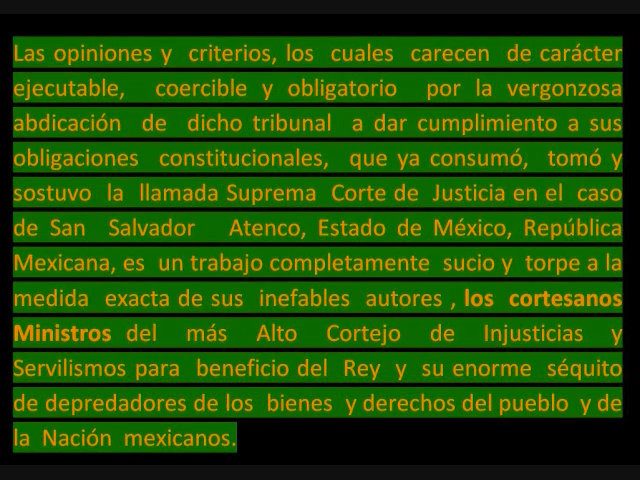 Las opiniones y criterios, los cuales carecen de carácter
ejecutable, coercible y obligatorio por la vergonzosa
abdicación de dicho tribunal a dar cumplimiento a sus
obligaciones constitucionales, que ya consumó, tomó y
sostuvo la llamada Suprema Corte de Justicia en el caso
de San Salvador Atenco, Estado de México, República
Mexicana, es un trabajo completamente sucio y torpe a la
medida exacta de sus inefables autores , los cortesanos
Ministros del más Alto Cortejo de Injusticias y
Servilismos para beneficio del Rey y su enorme séquito
de depredadores de los bienes y derechos del pueblo y de
la Nación mexicanos.